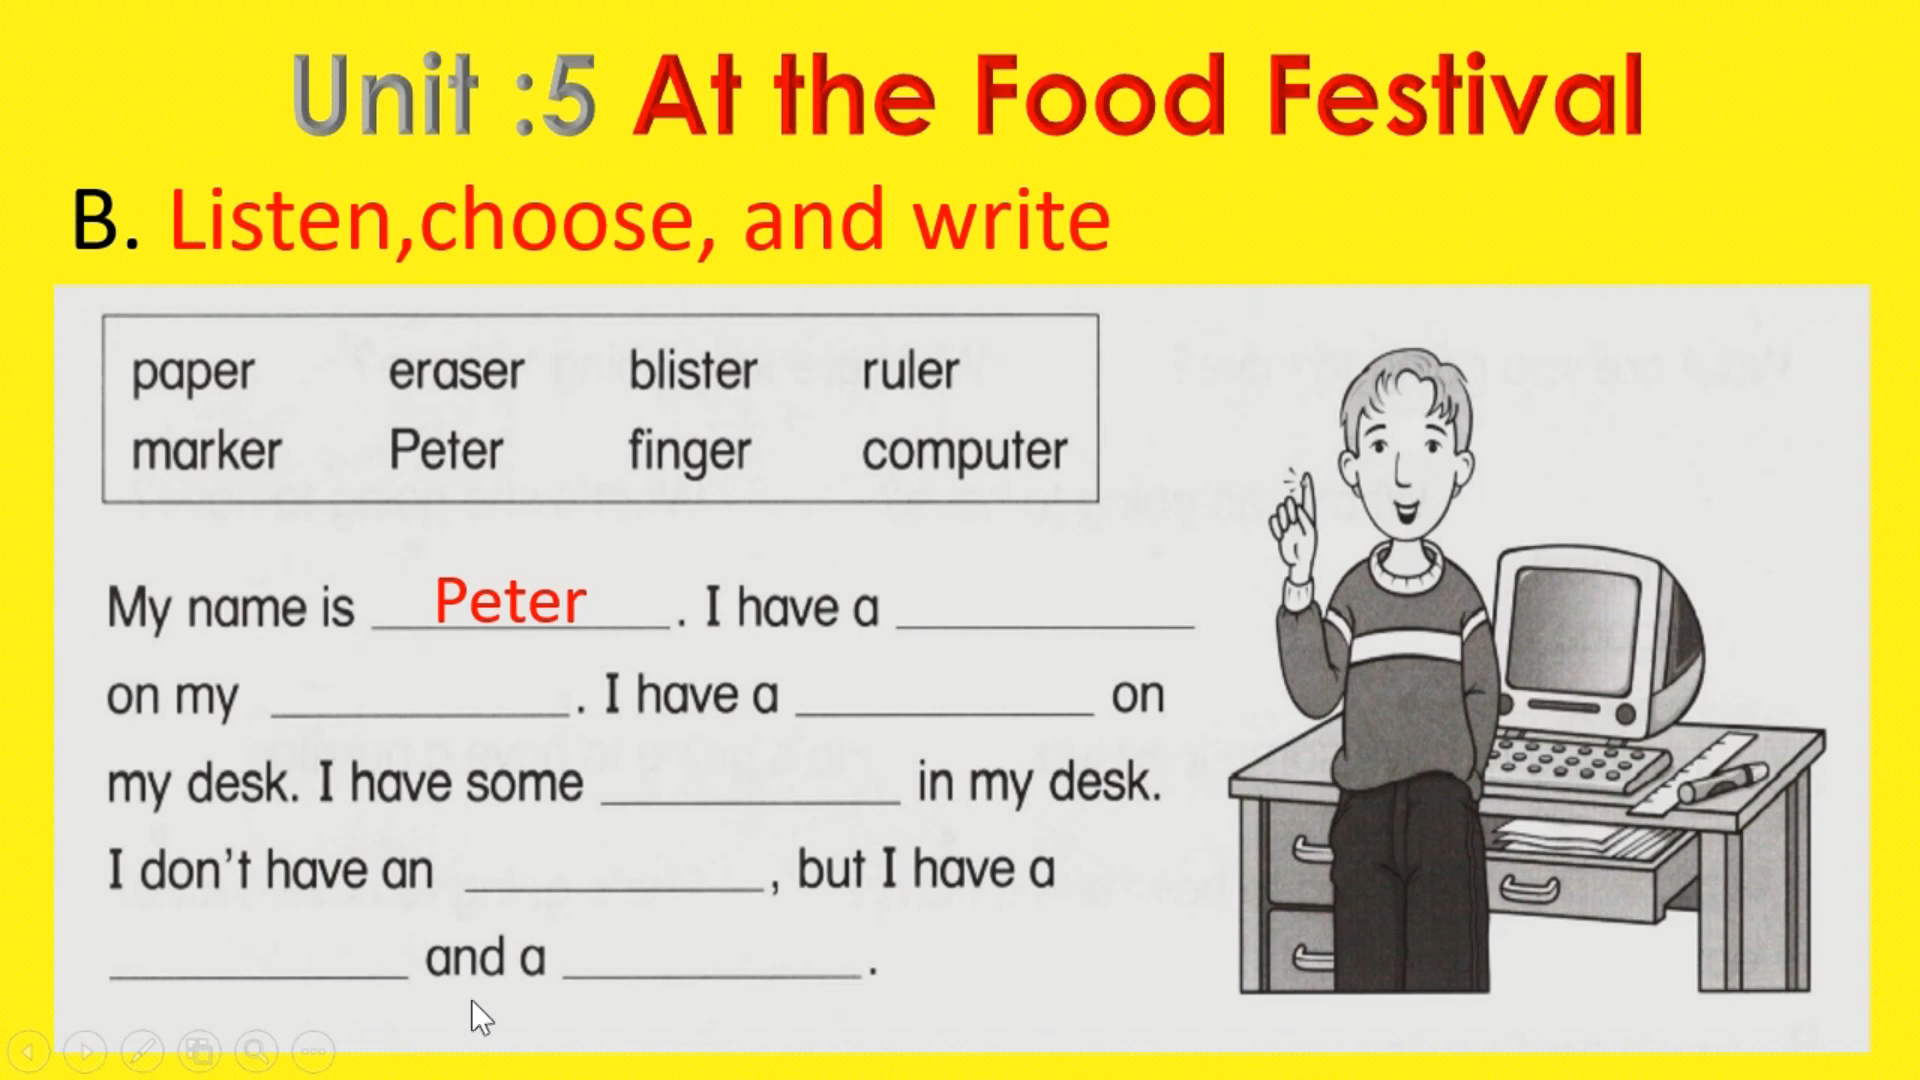 Unit :5 At the Food Festival
B. Listen,choose, and write
paper eraser blister ruler
marker Peter finger computer
My name is Peter. I have a
on my . I have a on
my desk. I have some in my desk.
I don't have an , but I have a
and a .